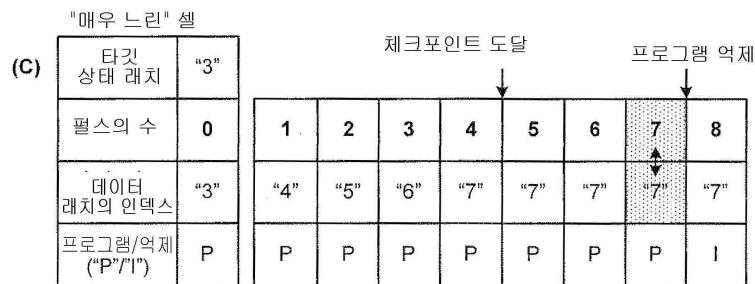 "매우 느린" 셀
(C)
타깃
상태 래치
“3”
체크포인트 도달
프로그램 억제
펄스의 수
0 1 2 3 4 5 6 7 8
데이터
래치의 인덱스
“3” “4” “5” “6” “7” “7” “7” “7” “7”
프로그램/억제
(“P”/”I”)
P P P P P P P P I